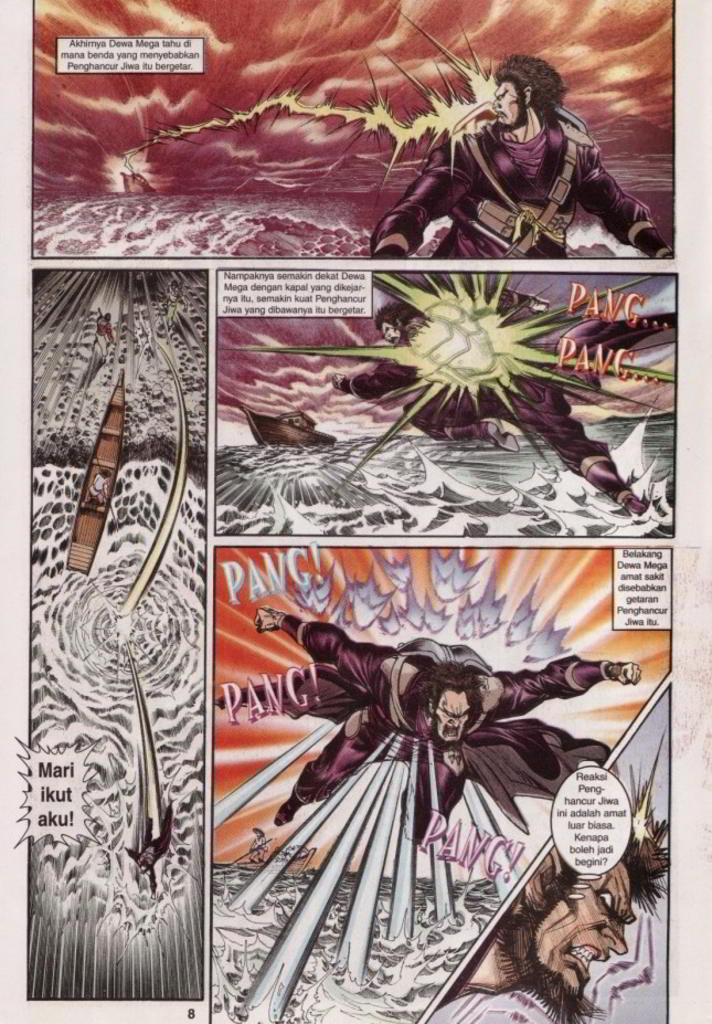 Akhirnya Dewa Mega tahu di
mana benda yang menyebabkan
Penghancur Jiwa itu bergetar.
Mari
ikut
aku!
Nampaknya semakin dekat Dewa
Mega dengan kapal yang dikejar-
nya itu, semakin kuat Penghancur
Jiwa yang dibawanya itu bergetar.
PANG...
PANG...
PANG!
PANG!
PANG!
Belakang
Dewa Mega
amat sakit
disebabkan
getaran
Penghancur
Jiwa itu.
Reaksi
Peng-
hancur Jiwa
ini adalah amat
luar biasa.
Kenapa
boleh jadi
begini?
8